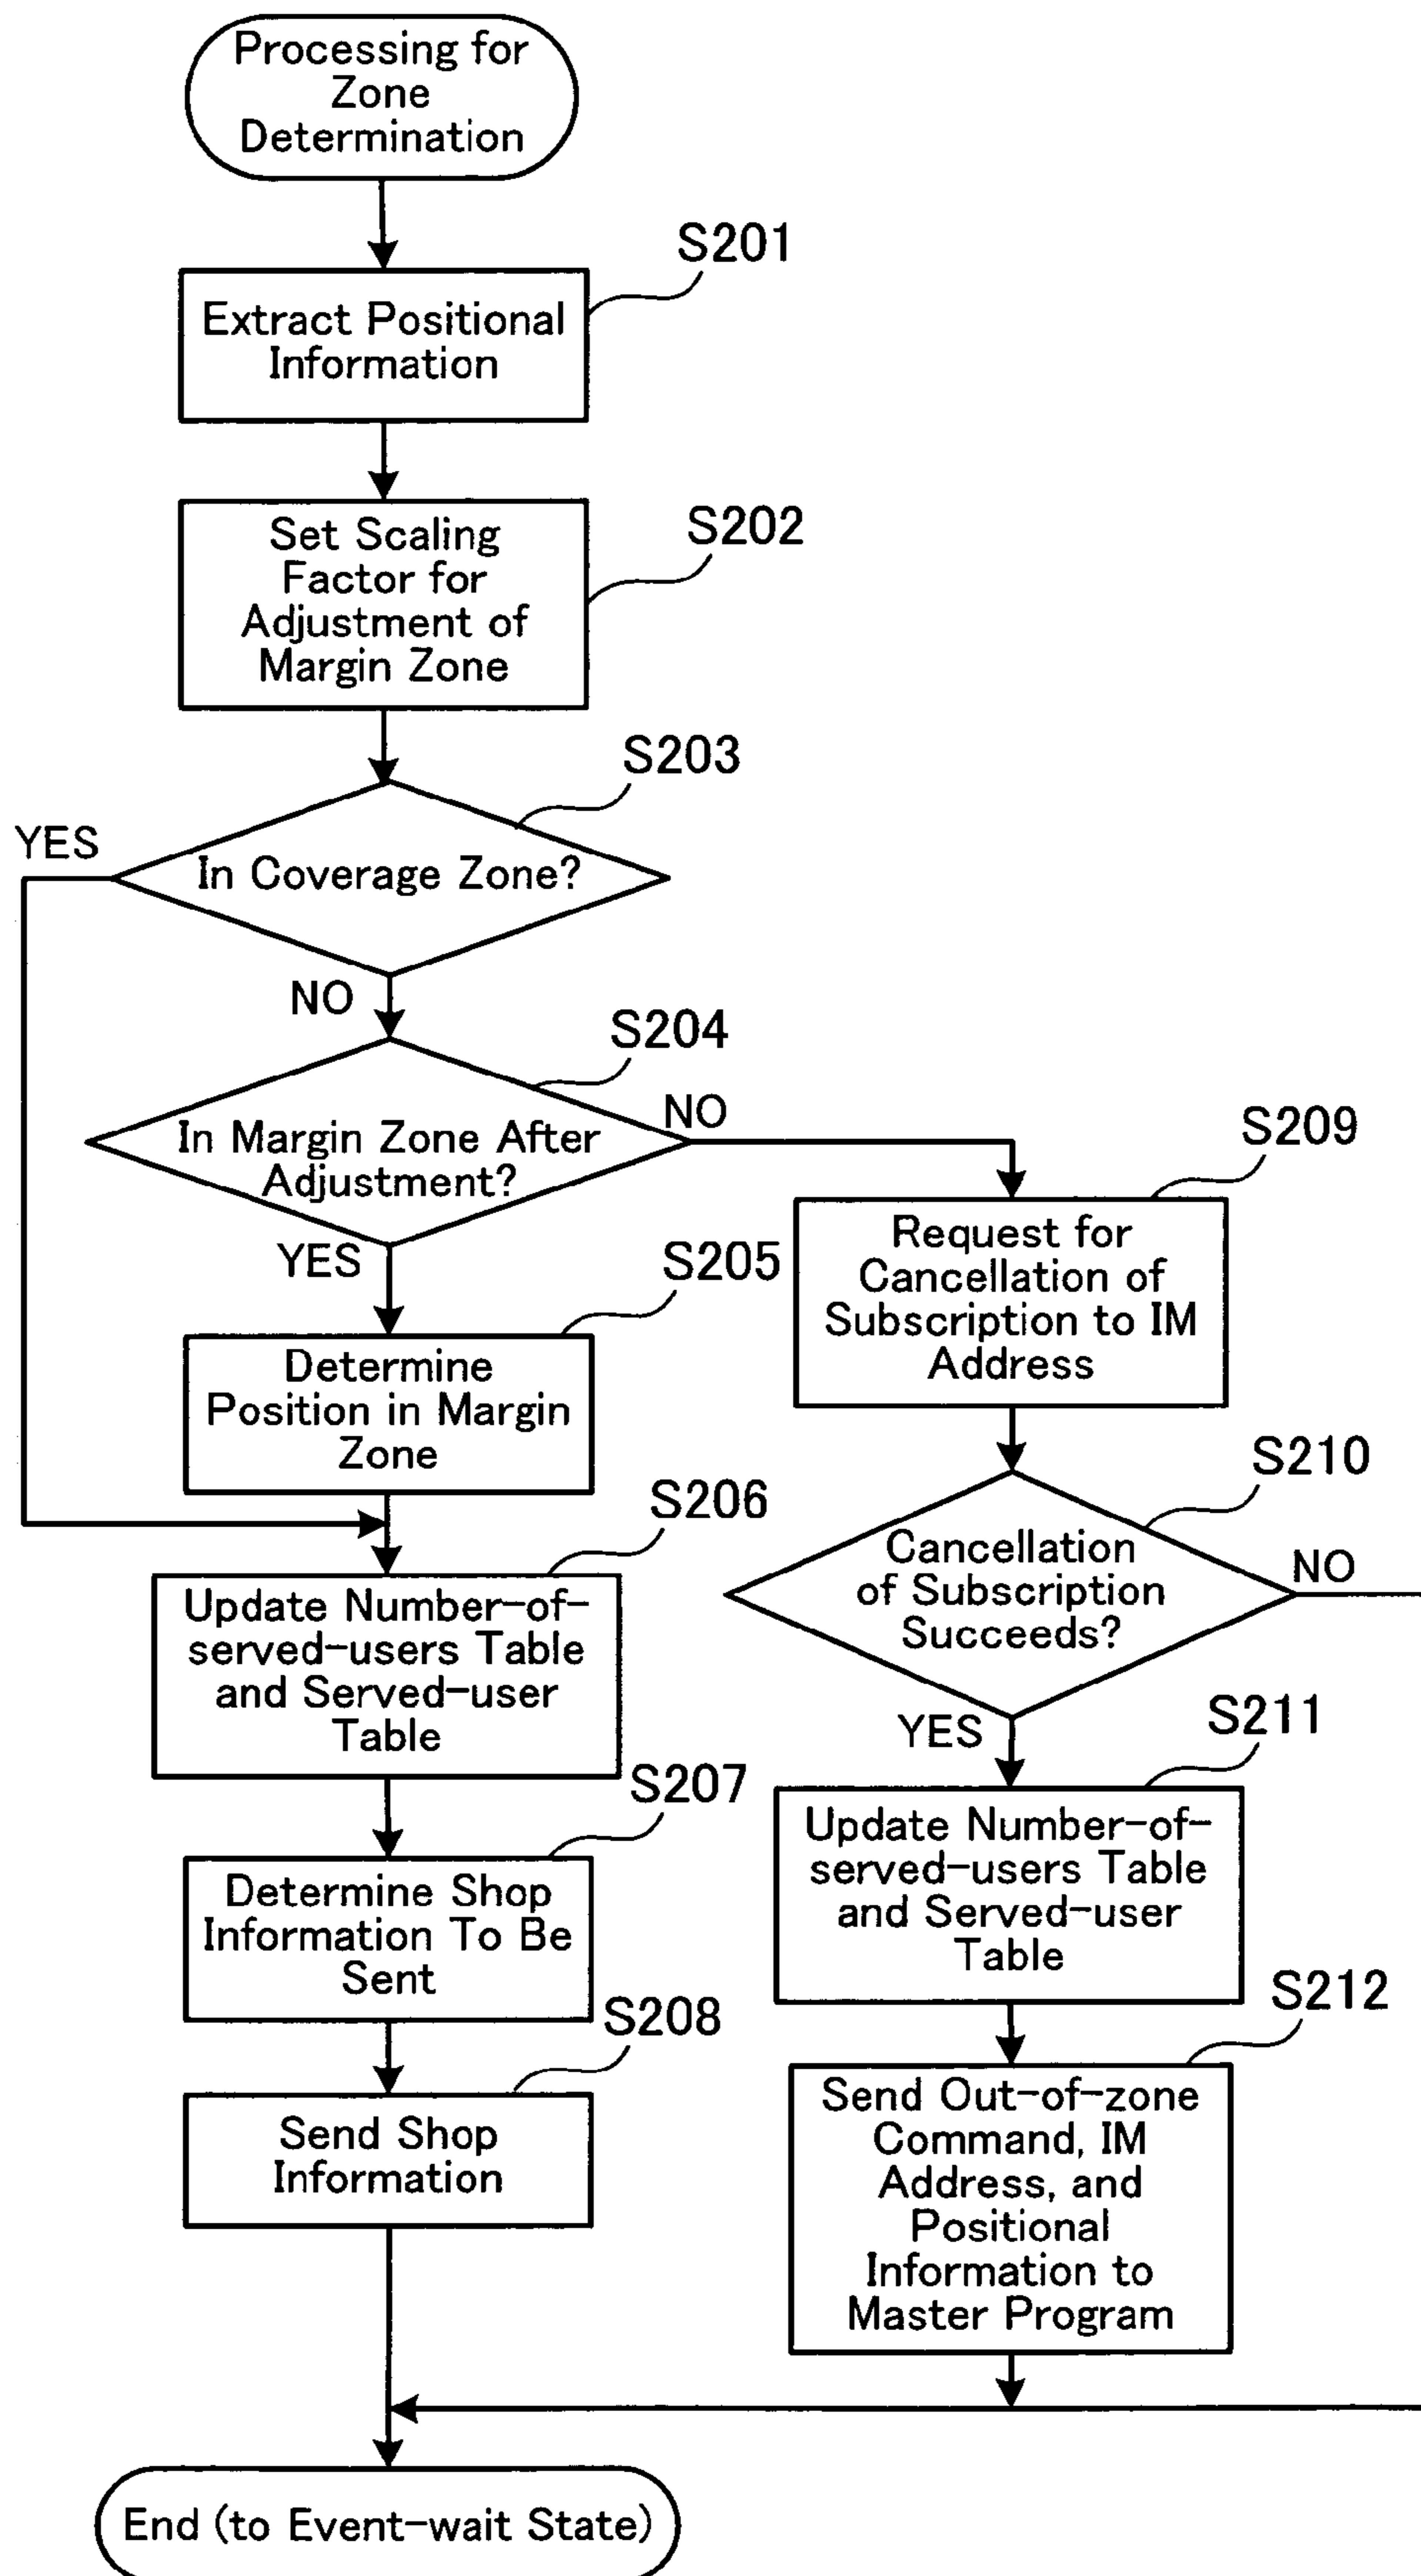 Processing for
Zone
Determination
S201
Extract Positional
Information
S202
Set Scaling
Factor for
Adjustment of
Margin Zone
S203
YES
In Coverage Zone?
NO
S204
NO
In Margin Zone After
Adjustment?
YES
S205
Determine
Position in Margin
Zone
S206
Update Number-of-
served-users Table
and Served-user
Table
S207
Determine Shop
Information To Be
Sent
S208
Send Shop
Information
S209
Request for
Cancellation of
Subscription to IM
Address
S210
Cancellation
of Subscription
Succeeds?
NO
YES
S211
Update Number-of-
served-users Table
and Served-user
Table
S212
Send Out-of-zone
Command, IM
Address, and
Positional
Information to
Master Program
End (to Event-wait State)